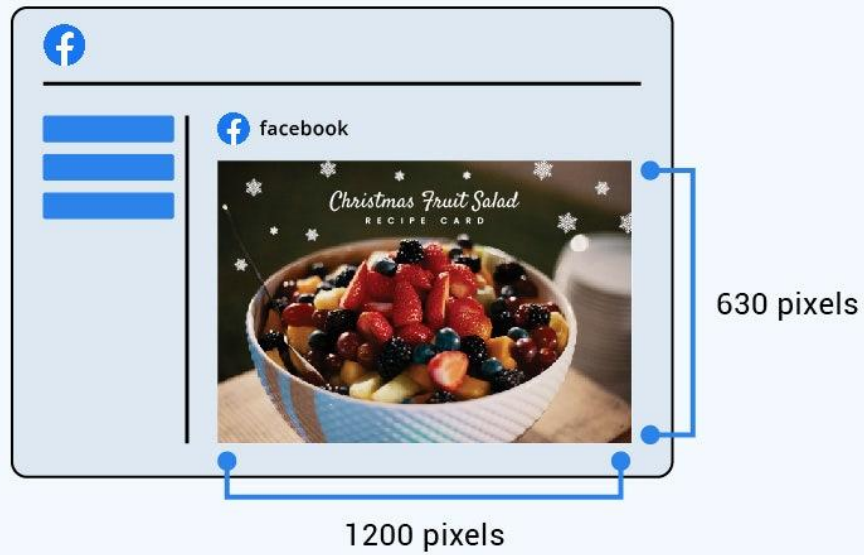 facebook
Christmas Fruit Salad
RECIPE CARD
630 pixels
1200 pixels